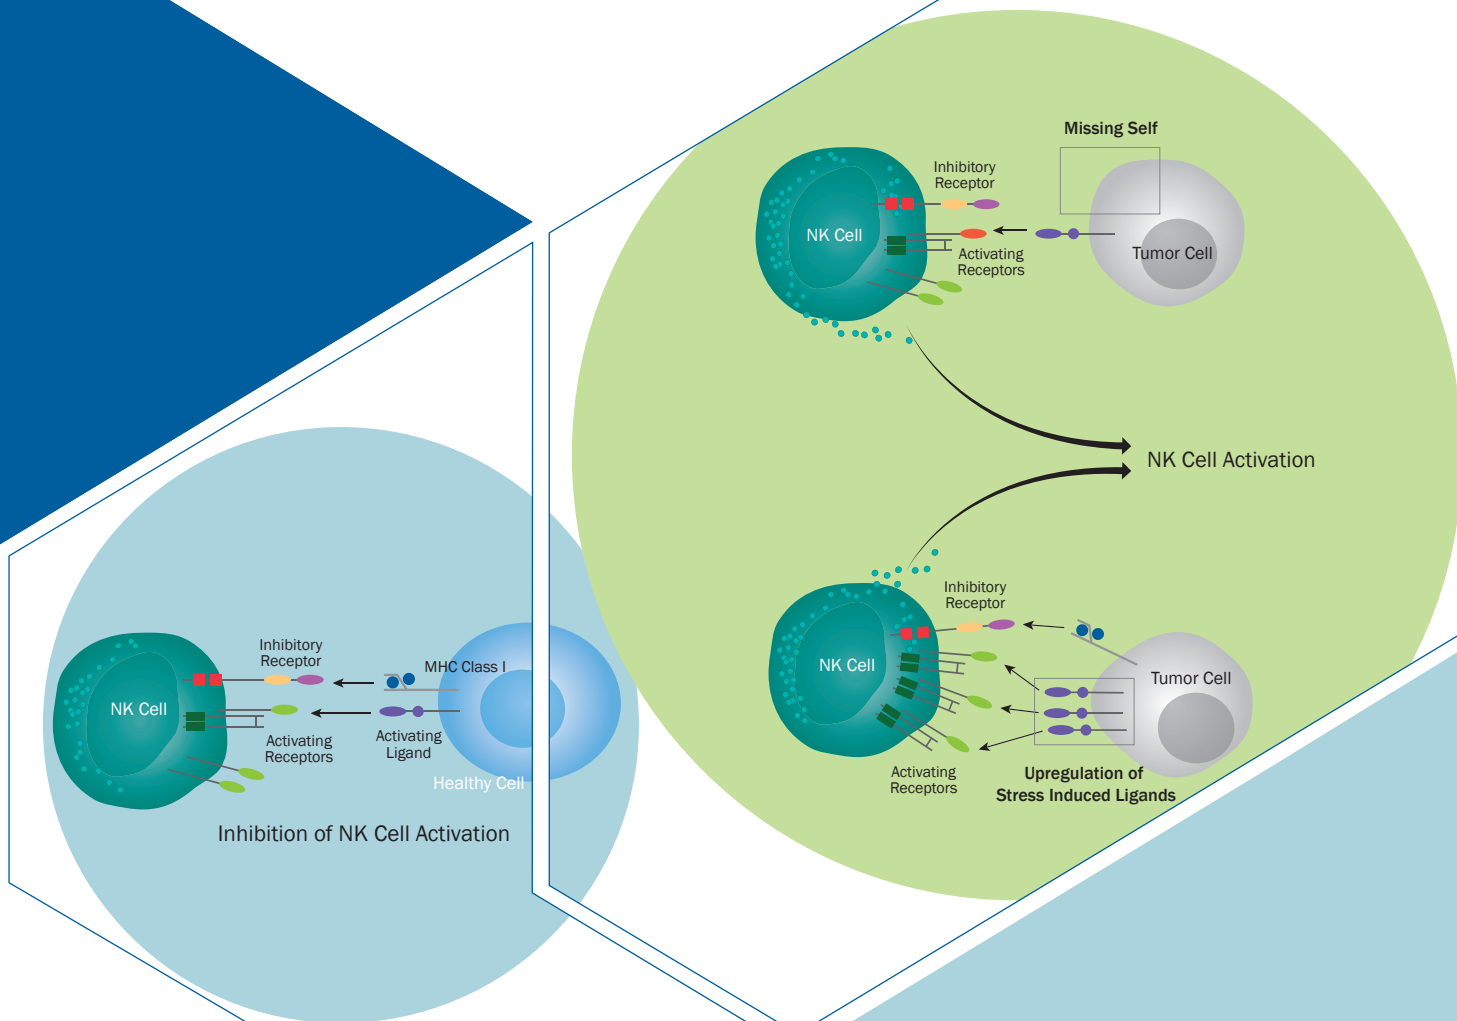 Missing Self
Inhibitory
Receptor
NK Cell
Activating
Receptors
Tumor Cell
NK Cell Activation
Inhibitory
Receptor
NK Cell
Tumor Cell
Activating
Receptors
Upregulation of
Stress Induced Ligands
Inhibitory
Receptor
MHC Class I
NK Cell
Activating
Receptors
Activating
Ligand
Healthy Cell
Inhibition of NK Cell Activation